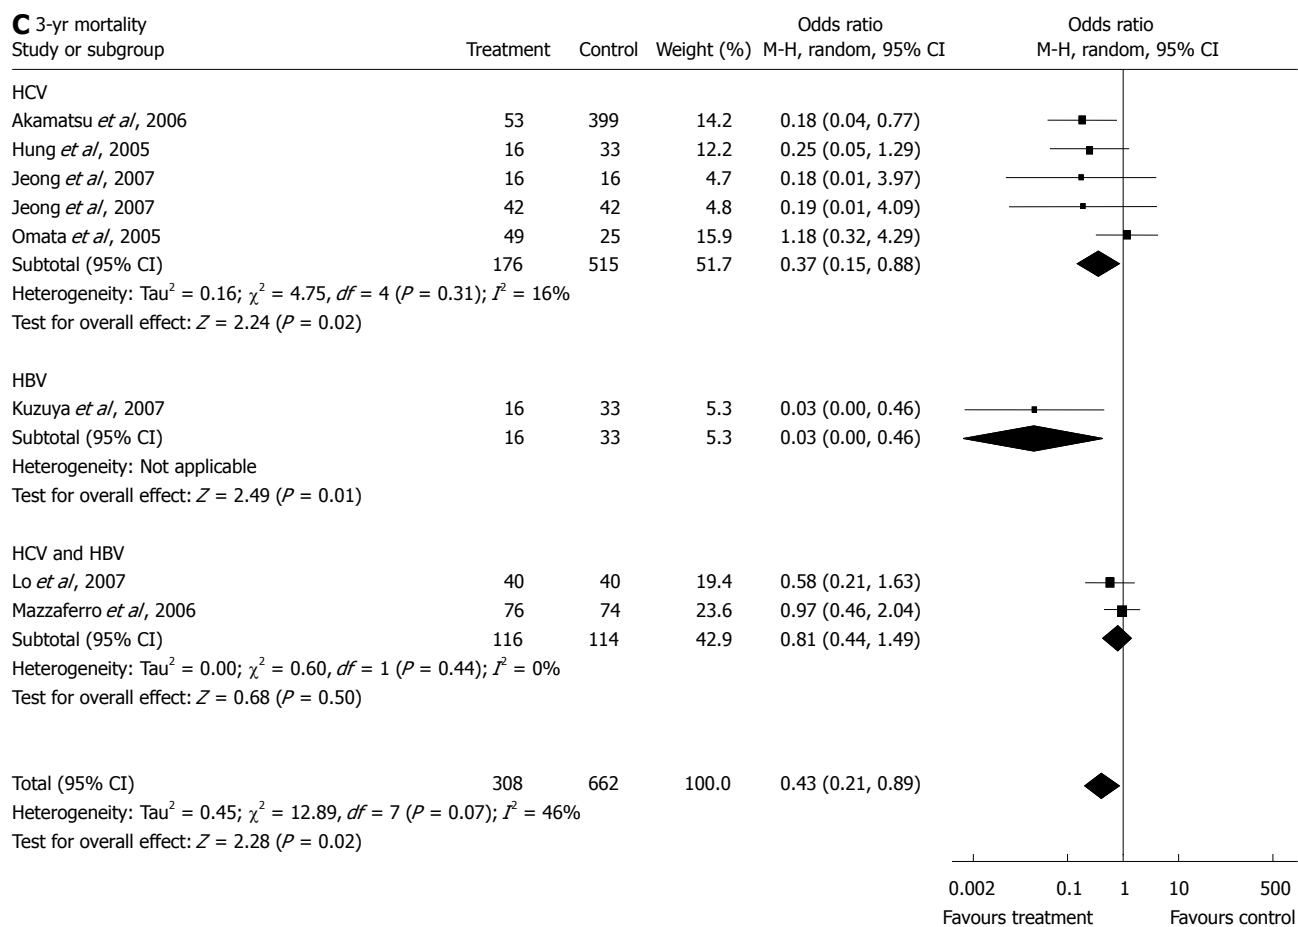 C 3-yr mortality Odds ratio Odds ratio
Study or subgroup Treatment Control Weight (%) M-H, random, 95% CI M-H, random, 95% CI
HCV
Akamatsu et al, 2006 53 399 14.2 0.18 (0.04, 0.77)
Hung et al, 2005 16 33 12.2 0.25 (0.05, 1.29)
Jeong et al, 2007 16 16 4.7 0.18 (0.01, 3.97)
Jeong et al, 2007 42 42 4.8 0.19 (0.01, 4.09)
Omata et al, 2005 49 25 15.9 1.18 (0.32, 4.29)
Subtotal (95% CI) 176 515 51.7 0.37 (0.15, 0.88)
Heterogeneity: Tau² = 0.16; χ² = 4.75, df = 4 (P = 0.31); I² = 16%
Test for overall effect: Z = 2.24 (P = 0.02)
HBV
Kuzuya et al, 2007 16 33 5.3 0.03 (0.00, 0.46)
Subtotal (95% CI) 16 33 5.3 0.03 (0.00, 0.46)
Heterogeneity: Not applicable
Test for overall effect: Z = 2.49 (P = 0.01)
HCV and HBV
Lo et al, 2007 40 40 19.4 0.58 (0.21, 1.63)
Mazzaferro et al, 2006 76 74 23.6 0.97 (0.46, 2.04)
Subtotal (95% CI) 116 114 42.9 0.81 (0.44, 1.49)
Heterogeneity: Tau² = 0.00; χ² = 0.60, df = 1 (P = 0.44); I² = 0%
Test for overall effect: Z = 0.68 (P = 0.50)
Total (95% CI) 308 662 100.0 0.43 (0.21, 0.89)
Heterogeneity: Tau² = 0.45; χ² = 12.89, df = 7 (P = 0.07); I² = 46%
Test for overall effect: Z = 2.28 (P = 0.02)
0.002 0.1 1 10 500
Favours treatment Favours control